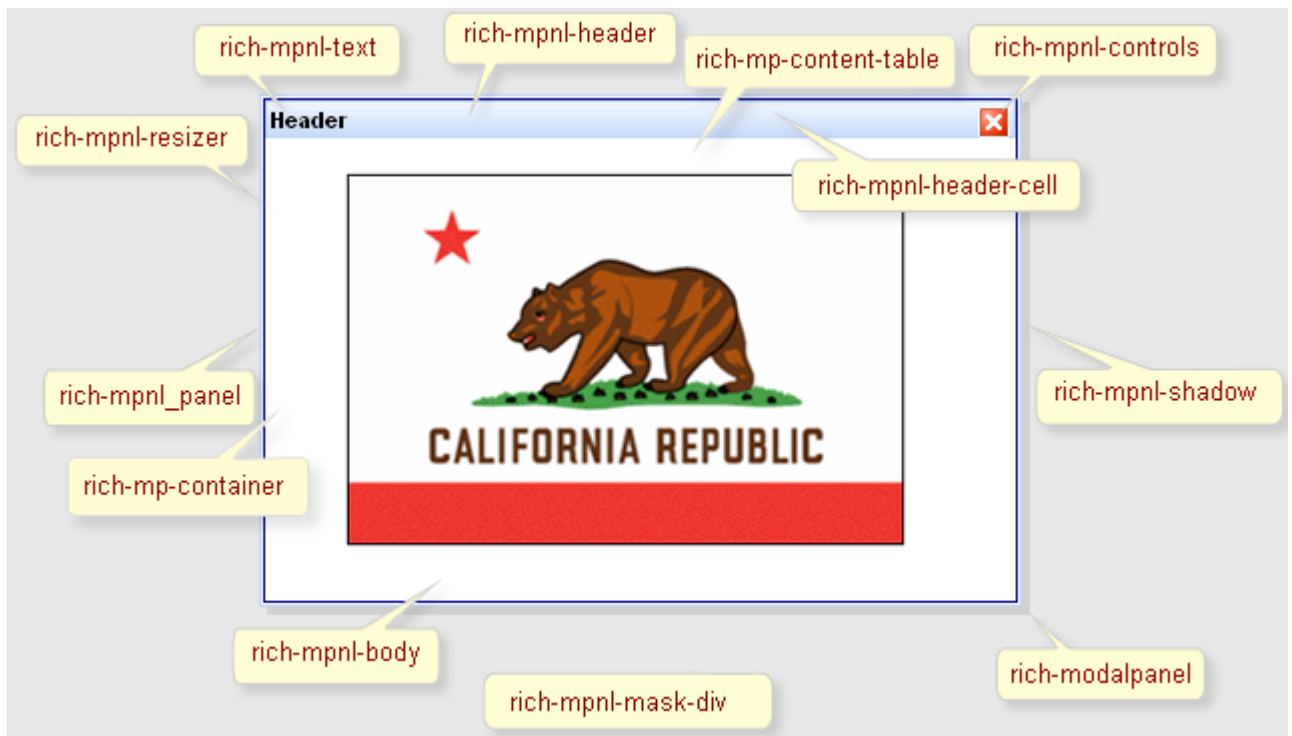 rich-mpnl-text
rich-mpnl-header
rich-mp-content-table
rich-mpnl-controls
Header
rich-mpnl-resizer
rich-mpnl-header-cell
rich-mpnl_panel
rich-mpnl-shadow
CALIFORNIA REPUBLIC
rich-mp-container
rich-mpnl-body
rich-modalpanel
rich-mpnl-mask-div